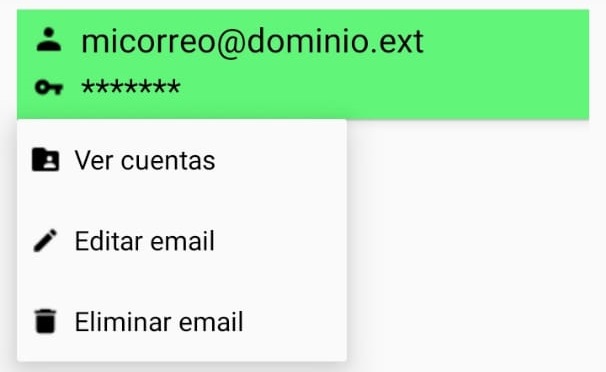 micorreo@dominio.ext
*******
Ver cuentas
Editar email
Eliminar email